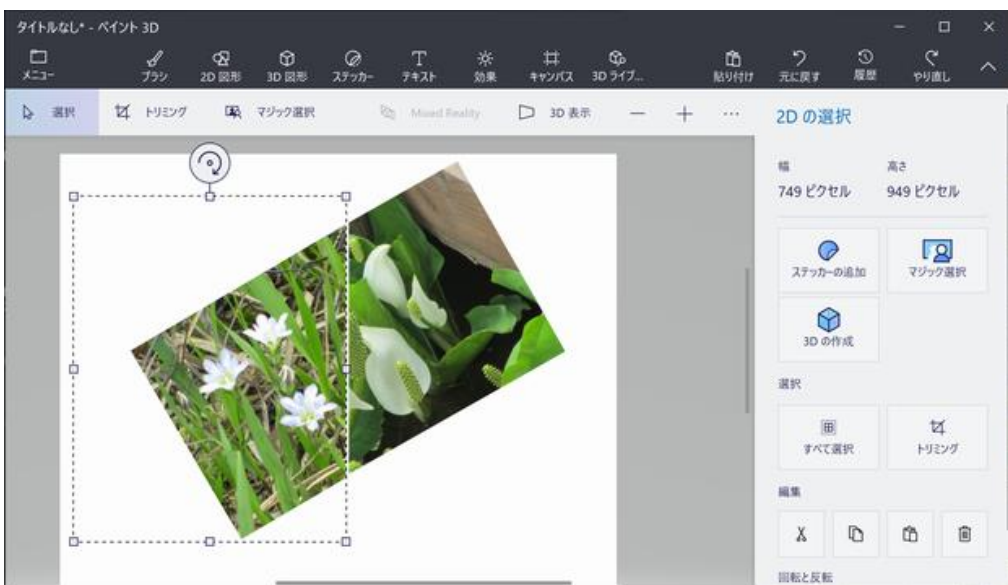 タイトルなし* - ペイント 3D
メニュー
ブラシ
2D 図形
3D 図形
ステッカー
テキスト
効果
キャンバス
3D ライブ...
貼り付け
元に戻す
履歴
やり直し
選択
トリミング
マジック選択
Mixed Reality
3D 表示
2D の選択
幅
高さ
749 ピクセル
949 ピクセル
ステッカーの追加
マジック選択
3D の作成
選択
すべて選択
トリミング
編集
回転と反転